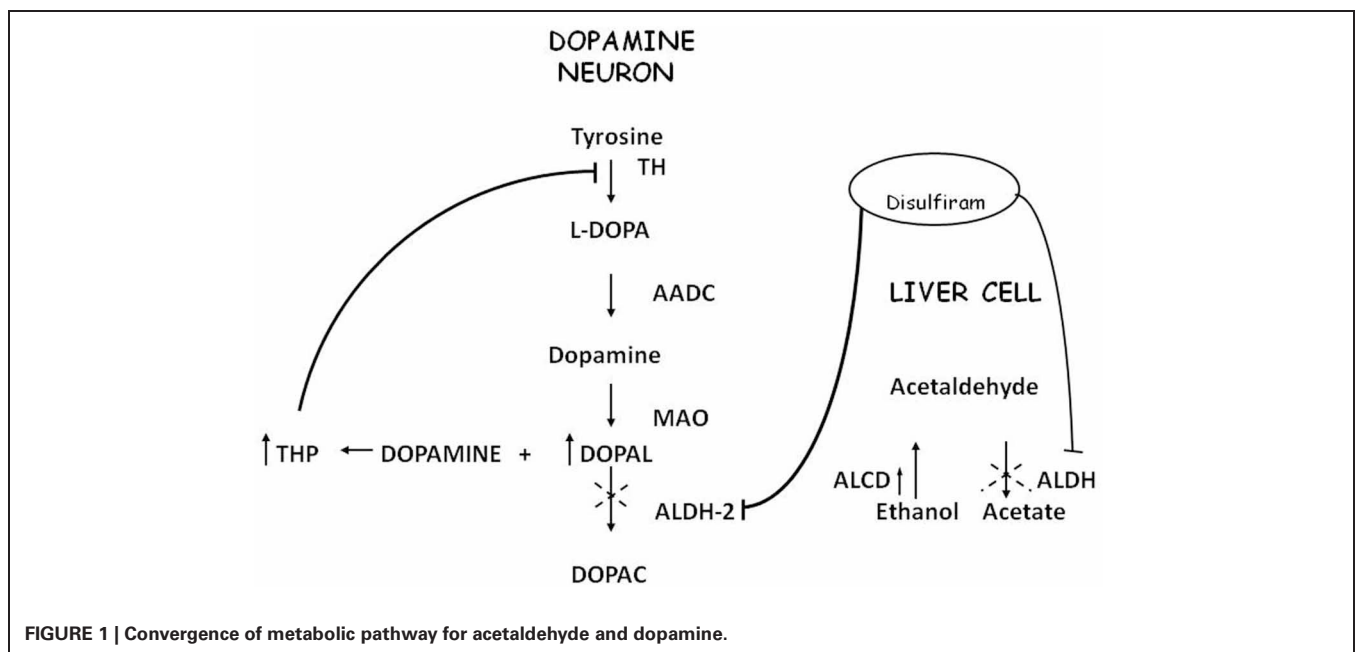 DOPAMINE
NEURON
Tyrosine
TH
L-DOPA
AADC
Dopamine
MAO
THP
DOPAMINE +
DOPAL
ALDH-2
DOPAC
Disulfiram
LIVER CELL
Acetaldehyde
ALCD
ALDH
Ethanol
Acetate
FIGURE 1 | Convergence of metabolic pathway for acetaldehyde and dopamine.